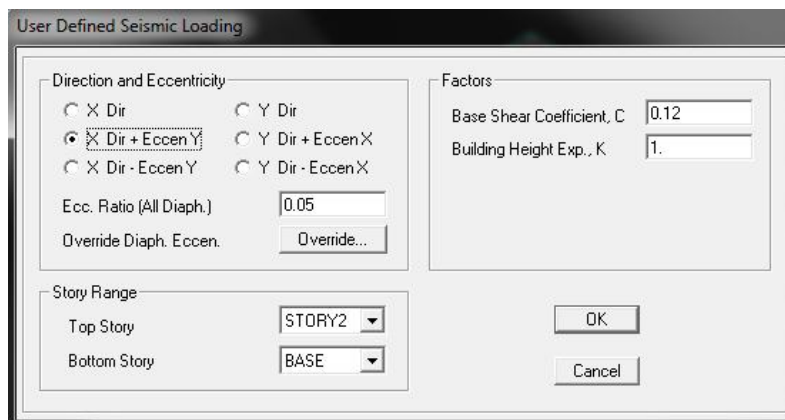 User Defined Seismic Loading
Direction and Eccentricity
X Dir
Y Dir
X Dir + Eccen Y
Y Dir + Eccen X
X Dir - Eccen Y
Y Dir - Eccen X
Ecc. Ratio (All Diaph.)
0.05
Override Diaph. Eccen.
Override...
Factors
Base Shear Coefficient, C
0.12
Building Height Exp., K
1.
Story Range
Top Story
STORY2
Bottom Story
BASE
OK
Cancel